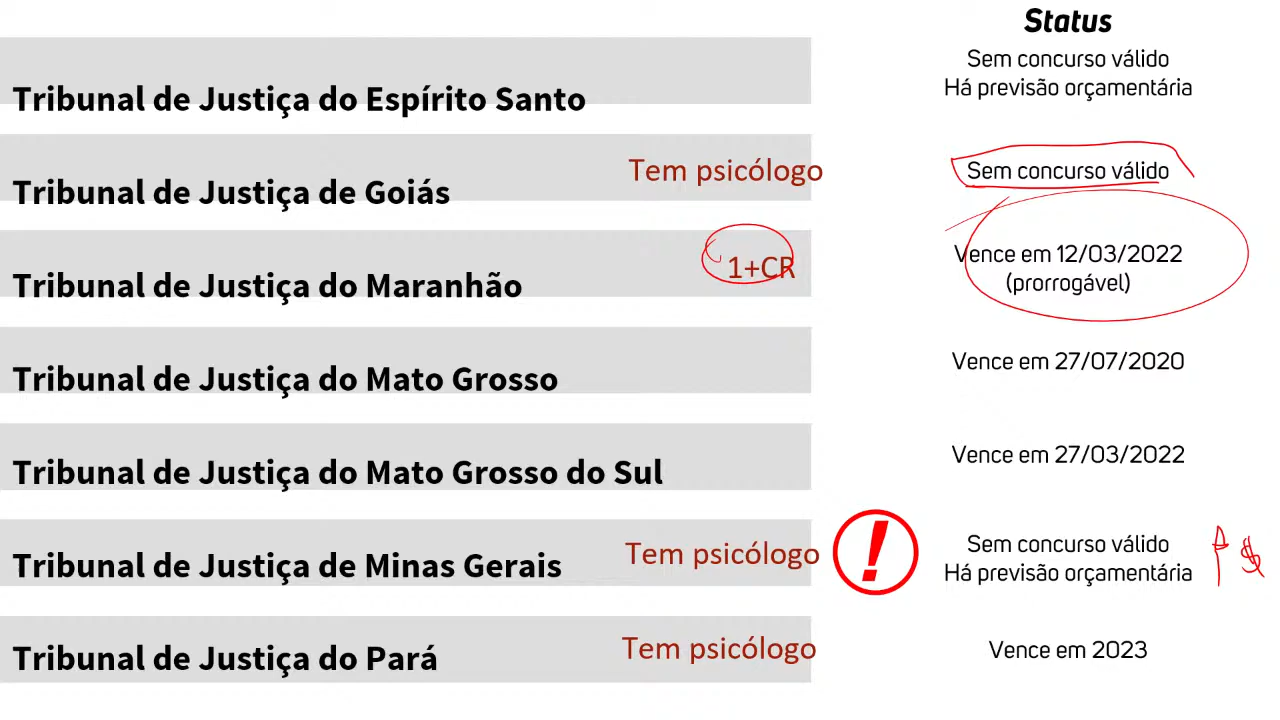 Status
Sem concurso válido
Há previsão orçamentária
Tribunal de Justiça do Espírito Santo
Tem psicólogo
Sem concurso válido
Tribunal de Justiça de Goiás
1+CR
Vence em 12/03/2022
(prorrogável)
Tribunal de Justiça do Maranhão
Vence em 27/07/2020
Tribunal de Justiça do Mato Grosso
Vence em 27/03/2022
Tribunal de Justiça do Mato Grosso do Sul
Tem psicólogo
!
Sem concurso válido
Há previsão orçamentária
$
Tribunal de Justiça de Minas Gerais
Tem psicólogo
Vence em 2023
Tribunal de Justiça do Pará